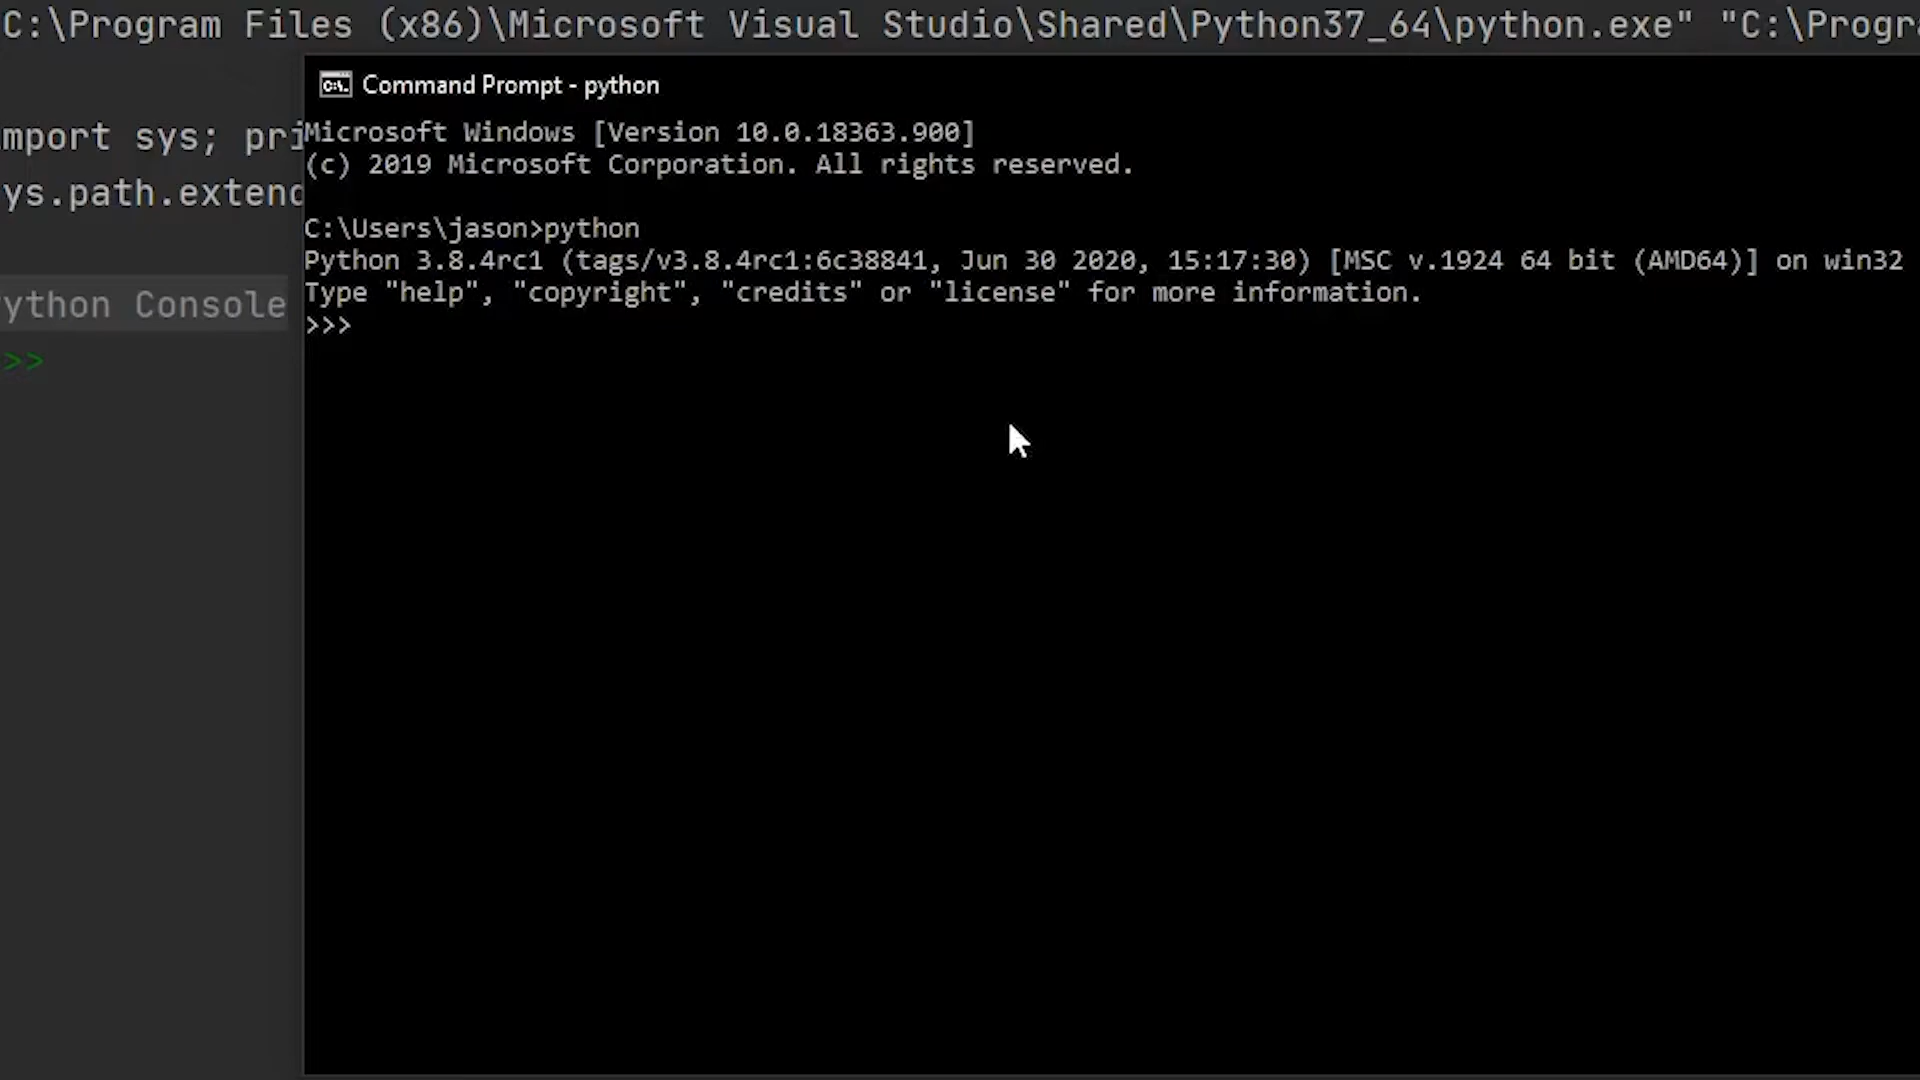 C:\Program Files (x86)\Microsoft Visual Studio\Shared\Python37_64\python.exe" "C:\Progr
Command Prompt - python
mport sys; pri
ys.path.extend
ython Console
>>
Microsoft Windows [Version 10.0.18363.900]
(c) 2019 Microsoft Corporation. All rights reserved.
C:\Users\jason>python
Python 3.8.4rc1 (tags/v3.8.4rc1:6c38841, Jun 30 2020, 15:17:30) [MSC v.1924 64 bit (AMD64)] on win32
Type "help", "copyright", "credits" or "license" for more information.
>>>